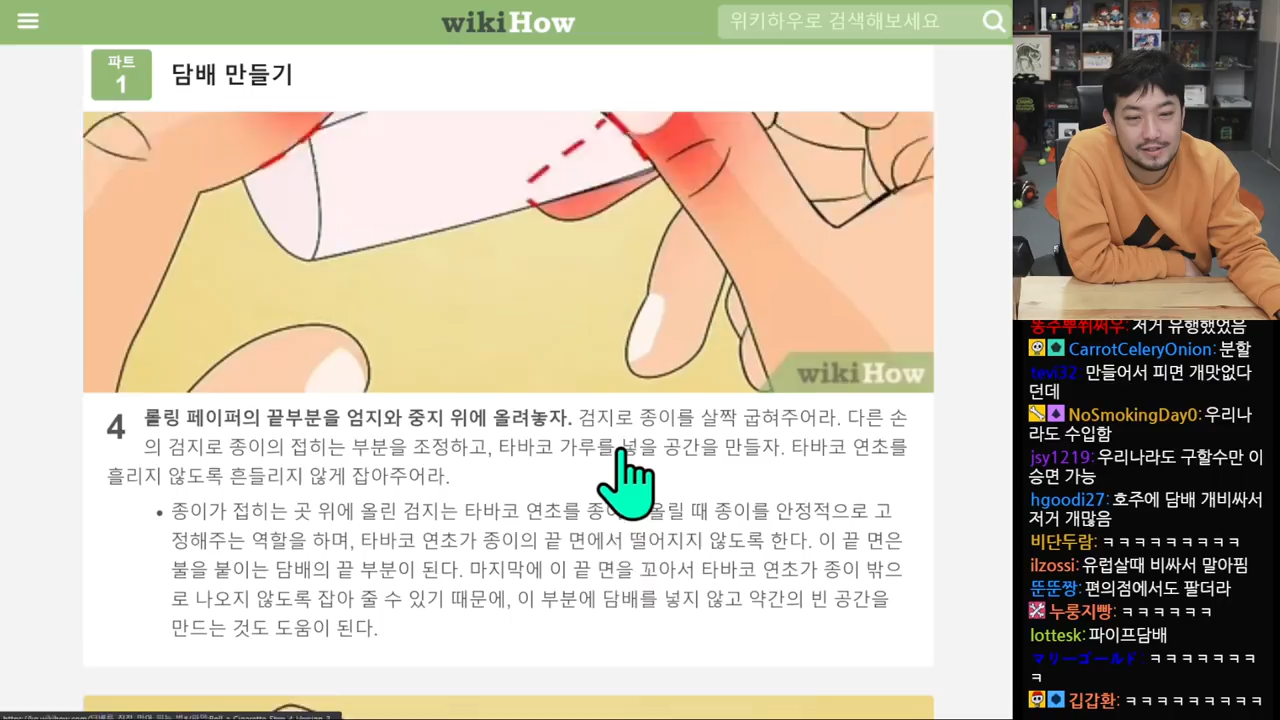 wikiHow
위키하우로 검색해보세요
파트
1
담배 만들기
wikiHow
4
롤링 페이퍼의 끝부분을 엄지와 중지 위에 올려놓자. 검지로 종이를 살짝 굽혀주어라. 다른 손
의 검지로 종이의 접히는 부분을 조정하고, 타바코 가루를 넣을 공간을 만들자. 타바코 연초를
흘리지 않도록 흔들리지 않게 잡아주어라.
• 종이가 접히는 곳 위에 올린 검지는 타바코 연초를 올릴 때 종이를 안정적으로 고
정해주는 역할을 하며, 타바코 연초가 종이의 끝 면에서 떨어지지 않도록 한다. 이 끝 면은
불을 붙이는 담배의 끝 부분이 된다. 마지막에 이 끝 면을 꼬아서 타바코 연초가 종이 밖으
로 나오지 않도록 잡아줄 수 있기 때문에, 이 부분에 담배를 넣지 않고 약간의 빈 공간을
만드는 것도 도움이 된다.
저거 유행했었음
CarrotCeleryOnion: 분할
tevi32: 만들어서 피면 개맛없다
던데
NoSmokingDay0: 우리나
라도 수입함
jsy1219: 우리나라도 구할수만 이
승면 가능
hgoodi27: 호주에 담배 개비싸서
저거 개많음
비단두람: ㅋㅋㅋㅋㅋㅋㅋㅋㅋ
ilzossi: 유럽살때 비싸서 말아핌
뚠뚠짱: 편의점에서도 팔더라
누룽지빵: ㅋㅋㅋㅋㅋㅋ
lottesk: 파이프담배
マリーゴールド: ㅋㅋㅋㅋㅋㅋㅋ
ㅋ
김갑환: ㅋㅋㅋㅋㅋㅋㅋㅋㅋ